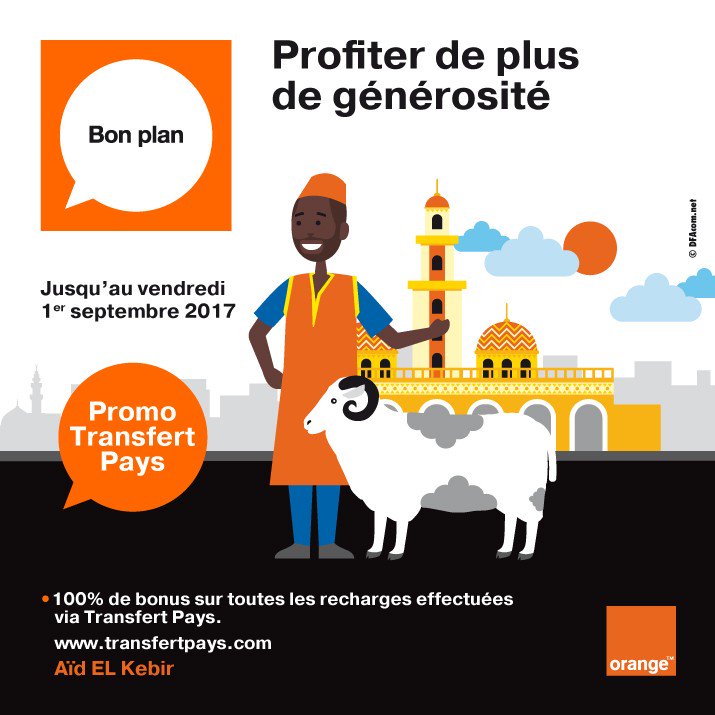 Bon plan
Profiter de plus
de générosité
© DFAcom.net
Jusqu'au vendredi
1er septembre 2017
Promo
Transfert
Pays
• 100% de bonus sur toutes les recharges effectuées
via Transfert Pays.
www.transfertpays.com
Aïd EL Kebir
orange™